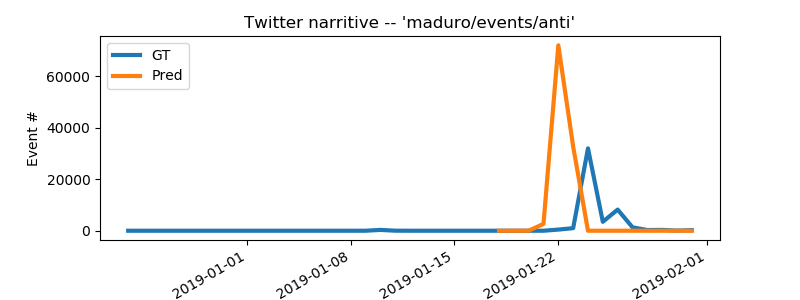 Twitter narritive -- 'maduro/events/anti'
GT
Pred
Event #
60000
40000
20000
0
2019-01-01
2019-01-08
2019-01-15
2019-01-22
2019-02-01